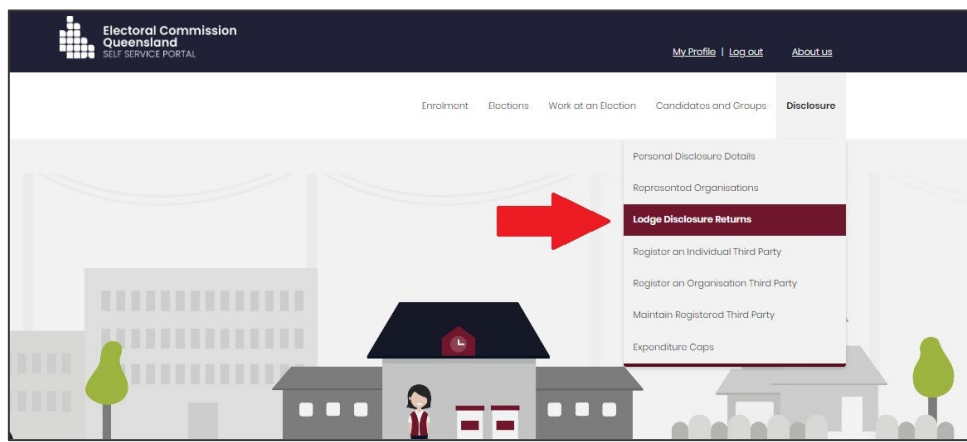 Electoral Commission
Queensland
SELF SERVICE PORTAL
My Profile | Log out About us
Enrolment Elections Work at an Election Candidates and Groups Disclosure
Personal Disclosure Details
Represented Organisations
Lodge Disclosure Returns
Register an Individual Third Party
Register an Organisation Third Party
Maintain Registered Third Party
Expenditure Caps